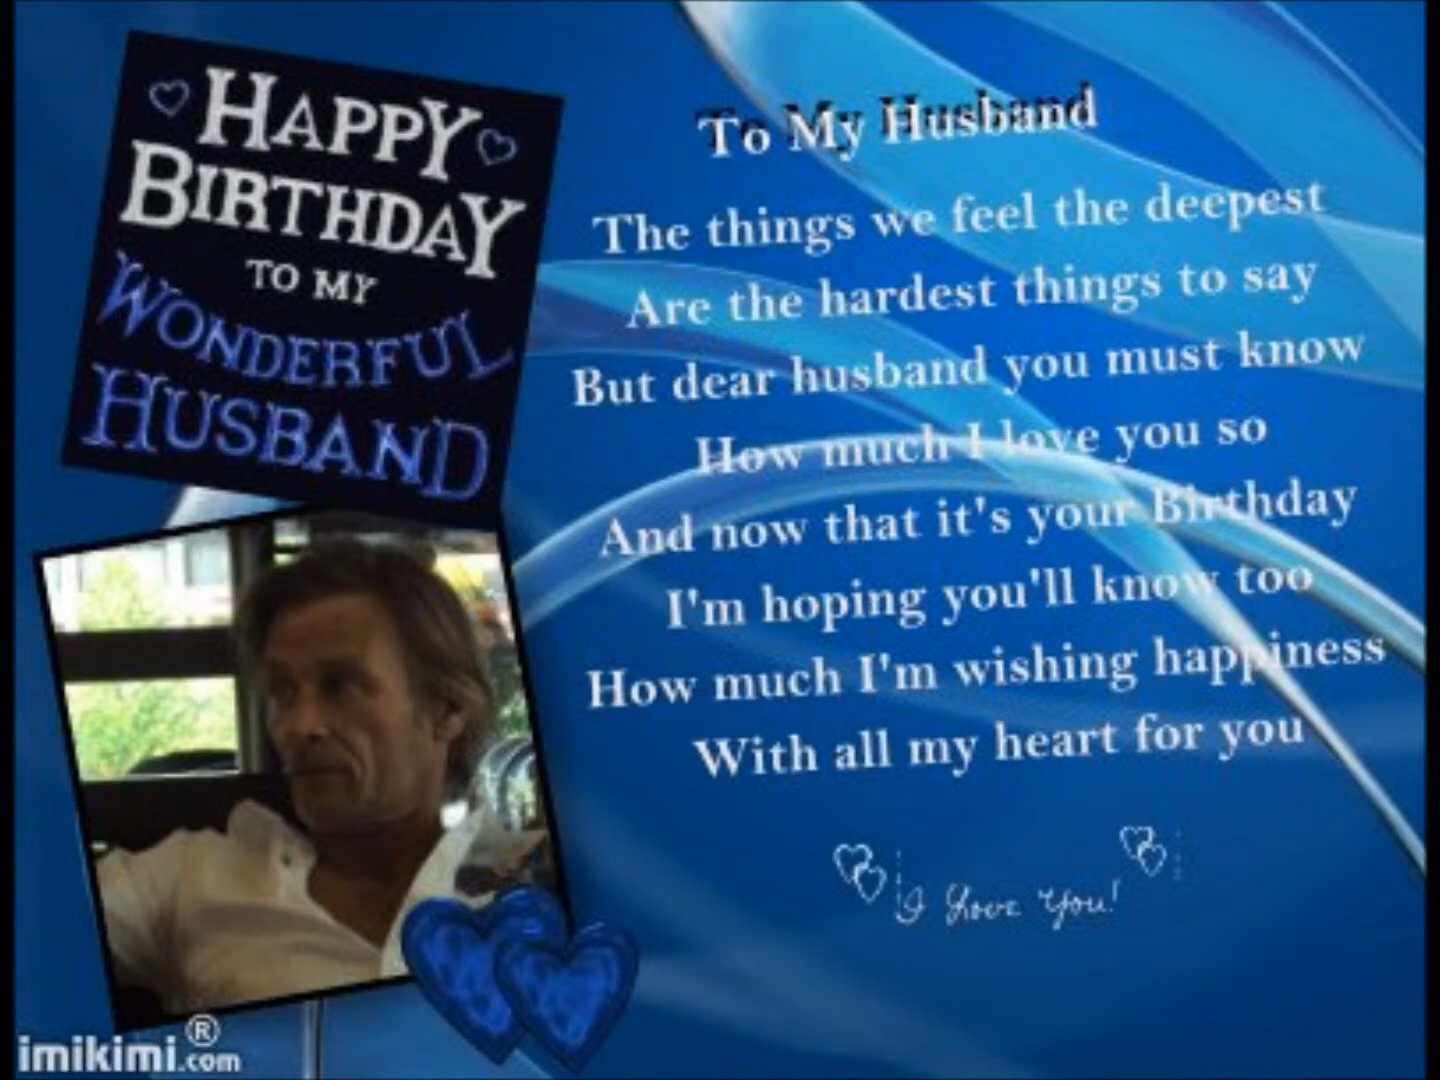 HAPPY
BIRTHDAY
TO MY
WONDERFUL
HUSBAND
To My Husband
The things we feel the deepest
Are the hardest things to say
But dear husband you must know
How much I love you so
And now that it's your Birthday
I'm hoping you'll know too
How much I'm wishing happiness
With all my heart for you
I Love You!
imikimi.com®